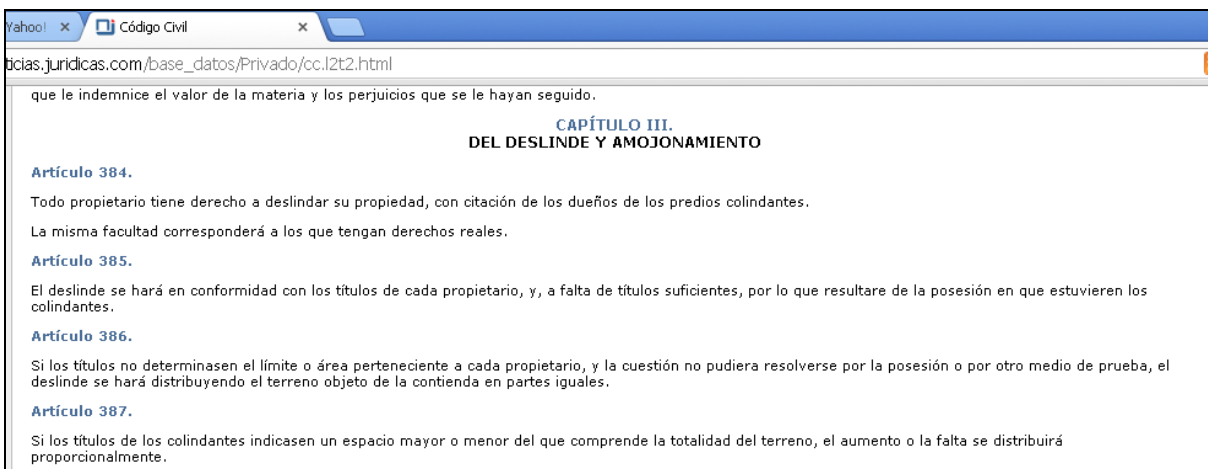 Yahoo!
Código Civil
ticias.juridicas.com/base_datos/Privado/cc.l2t2.html
que le indemnice el valor de la materia y los perjuicios que se le hayan seguido.
CAPÍTULO III.
DEL DESLINDE Y AMOJONAMIENTO
Artículo 384.
Todo propietario tiene derecho a deslindar su propiedad, con citación de los dueños de los predios colindantes.
La misma facultad corresponderá a los que tengan derechos reales.
Artículo 385.
El deslinde se hará en conformidad con los títulos de cada propietario, y, a falta de títulos suficientes, por lo que resultare de la posesión en que estuvieren los
colindantes.
Artículo 386.
Si los títulos no determinasen el límite o área perteneciente a cada propietario, y la cuestión no pudiera resolverse por la posesión o por otro medio de prueba, el
deslinde se hará distribuyendo el terreno objeto de la contienda en partes iguales.
Artículo 387.
Si los títulos de los colindantes indicasen un espacio mayor o menor del que comprende la totalidad del terreno, el aumento o la falta se distribuirá
proporcionalmente.